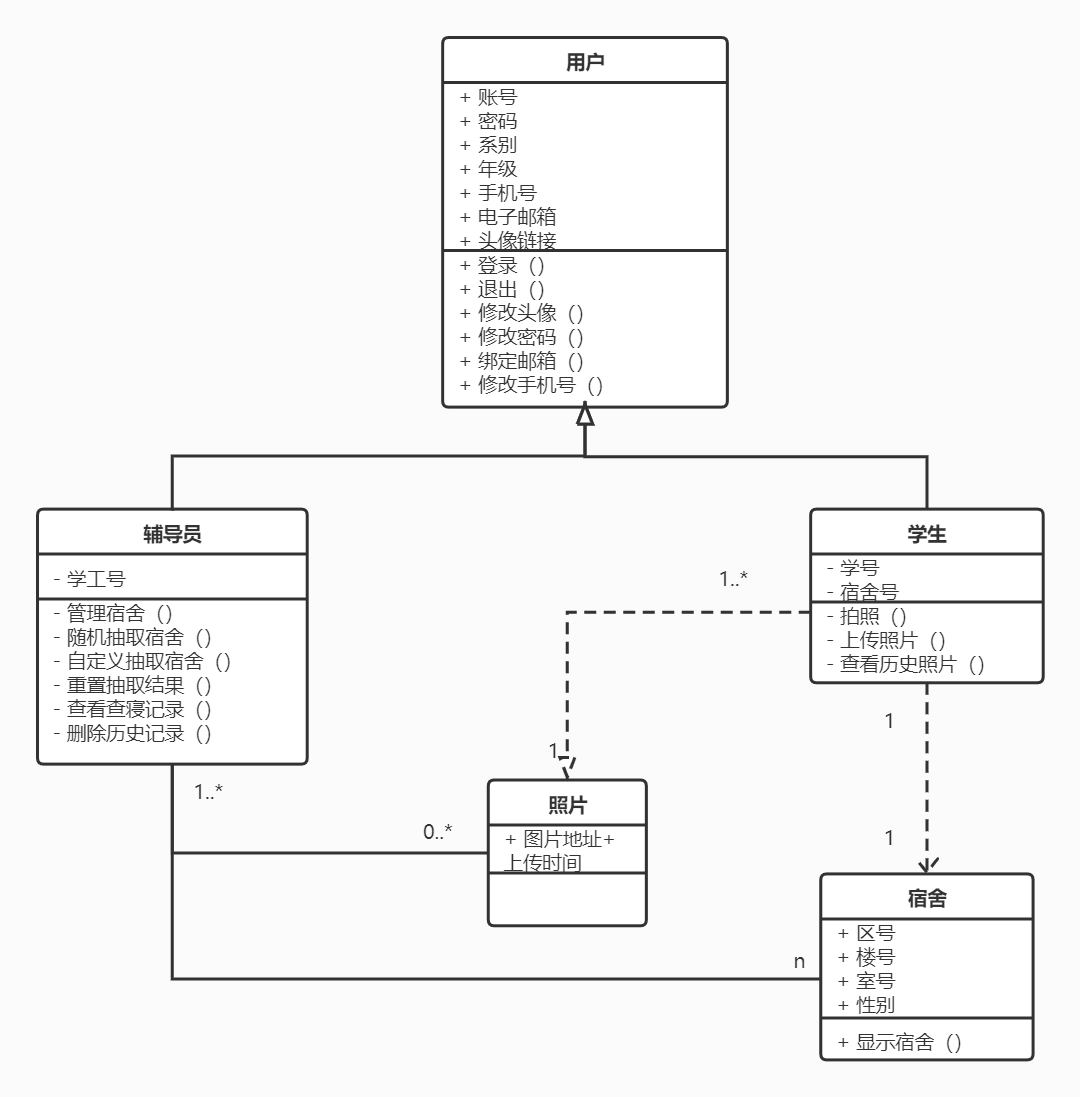 用户
+ 账号
+ 密码
+ 系别
+ 年级
+ 手机号
+ 电子邮箱
+ 头像链接
+ 登录（）
+ 退出（）
+ 修改头像（）
+ 修改密码（）
+ 绑定邮箱（）
+ 修改手机号（）
辅导员
- 学工号
- 管理宿舍（）
- 随机抽取宿舍（）
- 自定义抽取宿舍（）
- 重置抽取结果（）
- 查看查寝记录（）
- 删除历史记录（）
学生
- 学号
- 宿舍号
- 拍照（）
- 上传照片（）
- 查看历史照片（）
1..*
1
1
1
1..*
0..*
照片
+ 图片地址+
上传时间
n
宿舍
+ 区号
+ 楼号
+ 室号
+ 性别
+ 显示宿舍（）